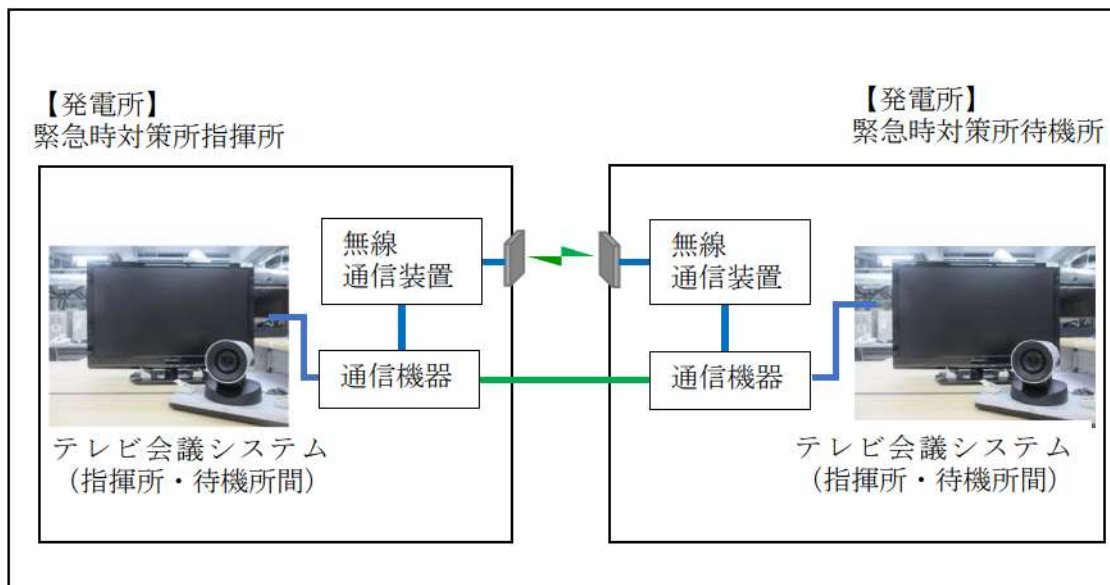 【発電所】
緊急時対策所指揮所
【発電所】
緊急時対策所待機所
無線
通信装置
無線
通信装置
通信機器
通信機器
テレビ会議システム
（指揮所・待機所間）
テレビ会議システム
（指揮所・待機所間）